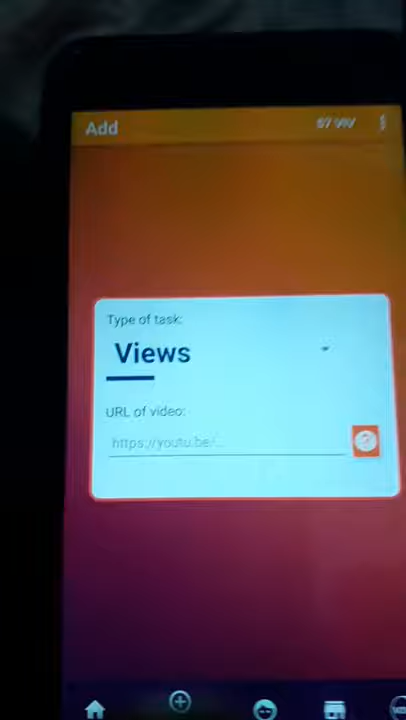 Add
Type of task:
Views
URL of video:
https://youtu.be/...
?